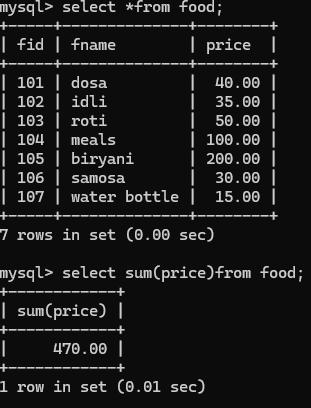 mysql> select *from food;
+-----+--------------+--------+
| fid | fname        | price  |
+-----+--------------+--------+
| 101 | dosa         |  40.00 |
| 102 | idli         |  35.00 |
| 103 | roti         |  50.00 |
| 104 | meals        | 100.00 |
| 105 | biryani      | 200.00 |
| 106 | samosa       |  30.00 |
| 107 | water bottle |  15.00 |
+-----+--------------+--------+
7 rows in set (0.00 sec)
mysql> select sum(price)from food;
+------------+
| sum(price) |
+------------+
|     470.00 |
+------------+
1 row in set (0.01 sec)